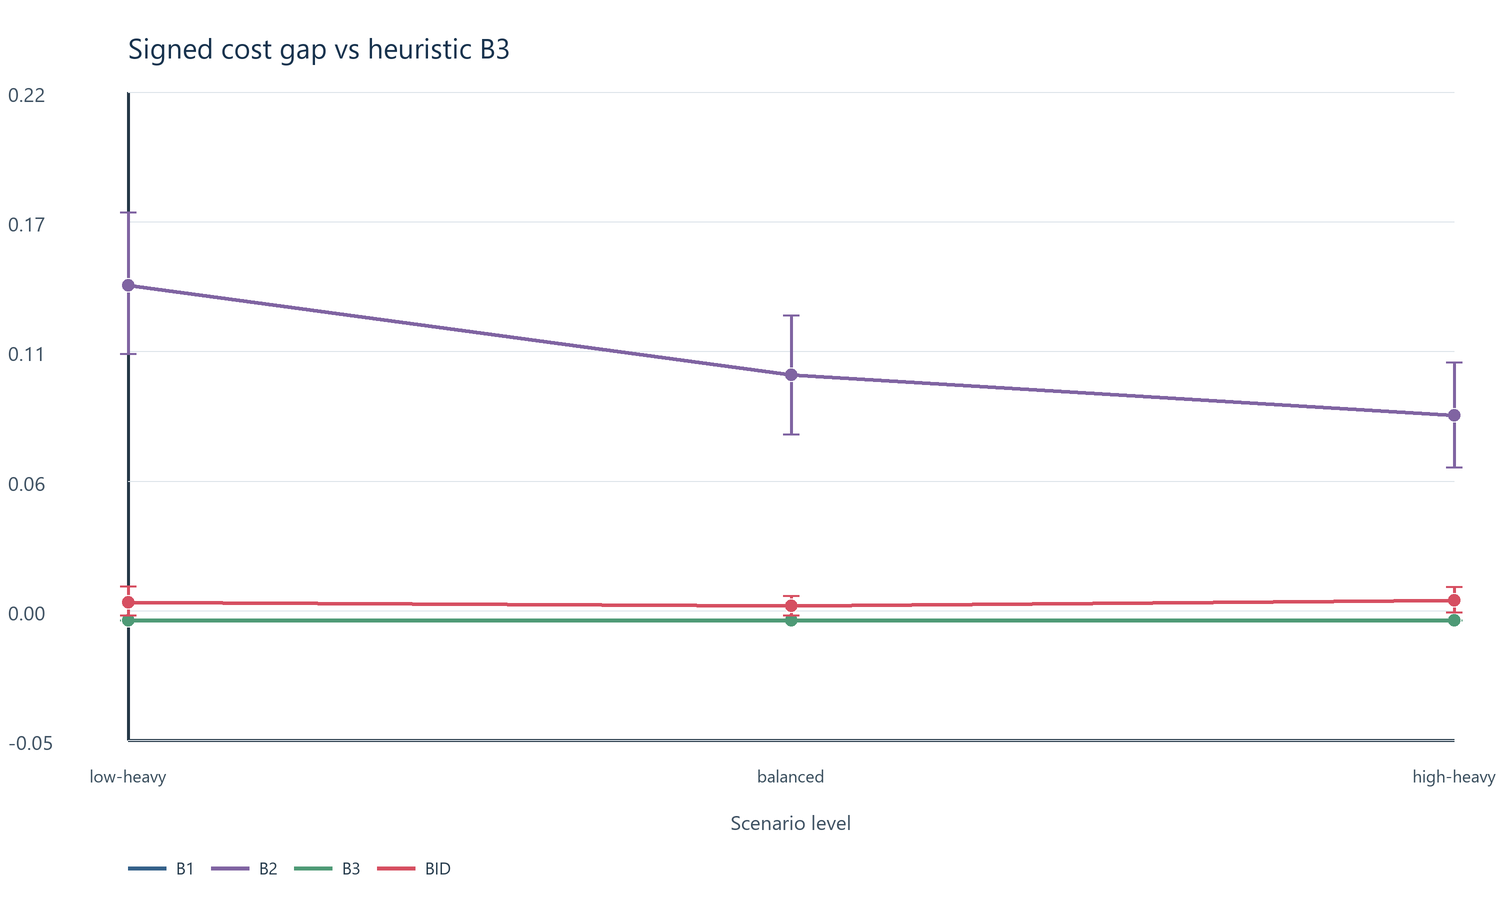 Signed cost gap vs heuristic B3
0.22
0.17
0.11
0.06
0.00
-0.05
low-heavy balanced high-heavy
Scenario level
B1 B2 B3 BID